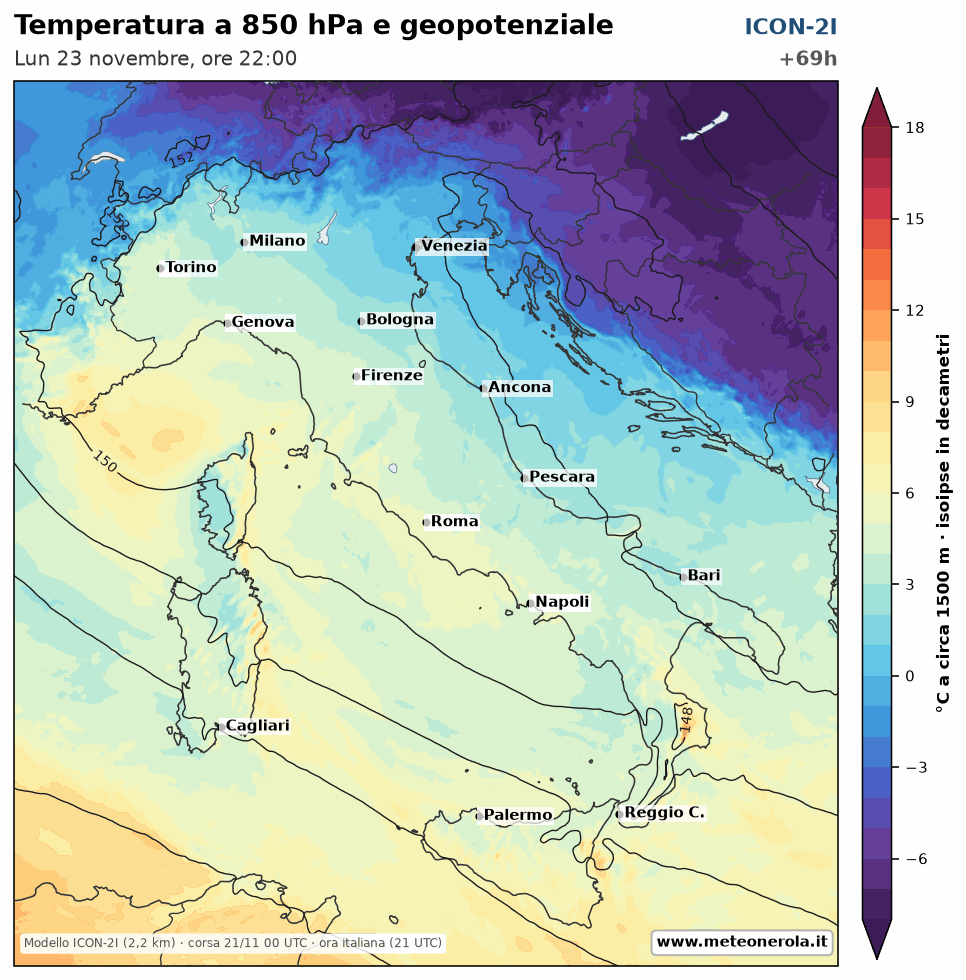 Temperatura a 850 hPa e geopotenziale
ICON-2I
Lun 23 novembre, ore 22:00
+69h
152
Milano
Venezia
Torino
Genova
Bologna
Firenze
Ancona
150
Pescara
Roma
Bari
Napoli
148
Cagliari
Palermo
Reggio C.
18
15
12
9
6
3
0
−3
−6
°C a circa 1500 m · isoipse in decametri
Modello ICON-2I (2,2 km) · corsa 21/11 00 UTC · ora italiana (21 UTC)
www.meteonerola.it